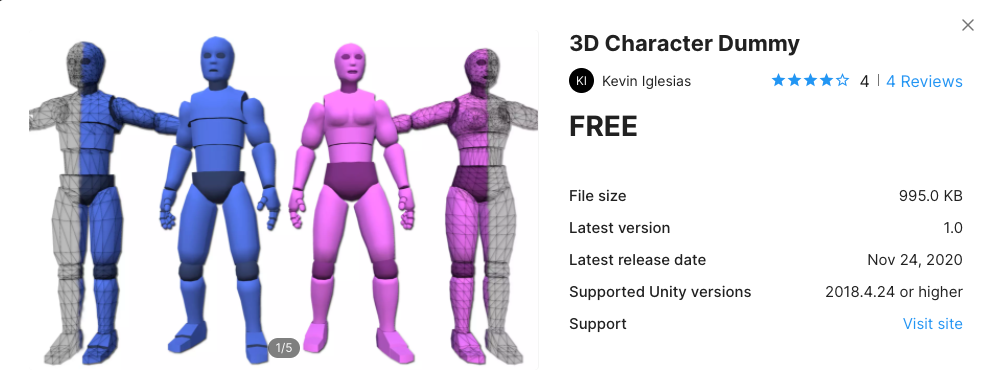 3D Character Dummy
KI Kevin Iglesias 4 | 4 Reviews
FREE
File size 995.0 KB
Latest version 1.0
Latest release date Nov 24, 2020
Supported Unity versions 2018.4.24 or higher
Support Visit site
1/5